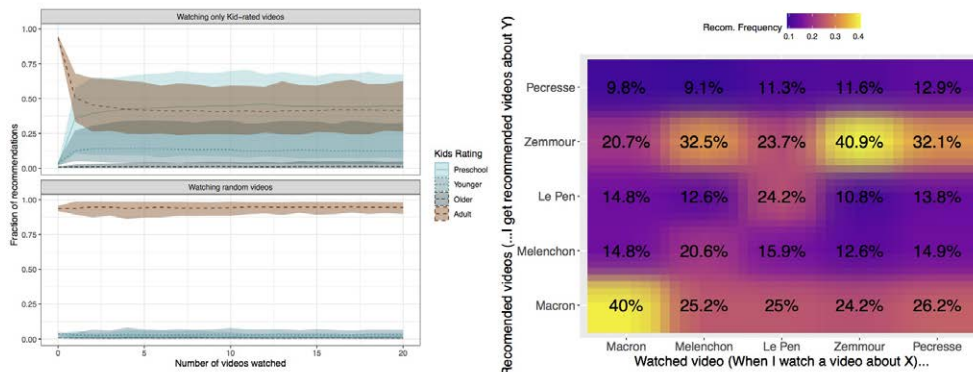 Watching only Kid-rated videos
1.00
0.75
0.50
0.25
0.00
Watching random videos
1.00
0.75
0.50
0.25
0.00
0
5
10
15
20
Number of videos watched
Fraction of recommendations
Kids Rating
Preschool
Younger
Older
Adult
Recom. Frequency
0.1 0.2 0.3 0.4
Recomended videos (...I get recommended videos about Y)
Pecresse 9.8% 9.1% 11.3% 11.6% 12.9%
Zemmour 20.7% 32.5% 23.7% 40.9% 32.1%
Le Pen 14.8% 12.6% 24.2% 10.8% 13.8%
Melenchon 14.8% 20.6% 15.9% 12.6% 14.9%
Macron 40% 25.2% 25% 24.2% 26.2%
Macron Melenchon Le Pen Zemmour Pecresse
Watched video (When I watch a video about X)...